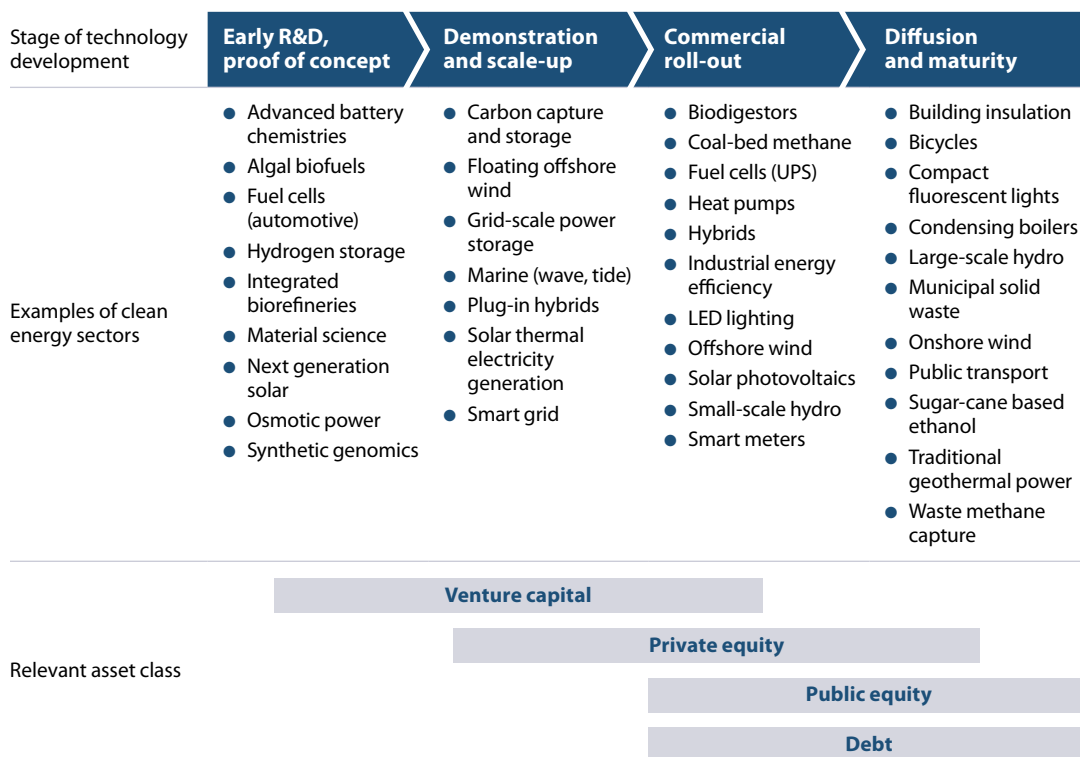 Stage of technology
development
Early R&D,
proof of concept
Demonstration
and scale-up
Commercial
roll-out
Diffusion
and maturity
Examples of clean
energy sectors
● Advanced battery
chemistries
● Algal biofuels
● Fuel cells
(automotive)
● Hydrogen storage
● Integrated
biorefineries
● Material science
● Next generation
solar
● Osmotic power
● Synthetic genomics
● Carbon capture
and storage
● Floating offshore
wind
● Grid-scale power
storage
● Marine (wave, tide)
● Plug-in hybrids
● Solar thermal
electricity
generation
● Smart grid
● Biodigestors
● Coal-bed methane
● Fuel cells (UPS)
● Heat pumps
● Hybrids
● Industrial energy
efficiency
● LED lighting
● Offshore wind
● Solar photovoltaics
● Small-scale hydro
● Smart meters
● Building insulation
● Bicycles
● Compact
fluorescent lights
● Condensing boilers
● Large-scale hydro
● Municipal solid
waste
● Onshore wind
● Public transport
● Sugar-cane based
ethanol
● Traditional
geothermal power
● Waste methane
capture
Relevant asset class
Venture capital
Private equity
Public equity
Debt